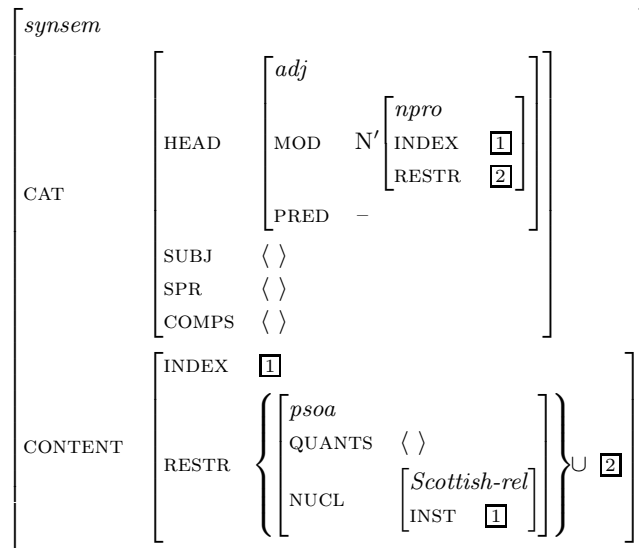 synsem
adj
npro
HEAD MOD N′ INDEX 1
RESTR 2
CAT
PRED –
SUBJ ⟨ ⟩
SPR ⟨ ⟩
COMPS ⟨ ⟩
INDEX 1
psoa
QUANTS ⟨ ⟩
CONTENT RESTR ∪ 2
Scottish-rel
NUCL
INST 1